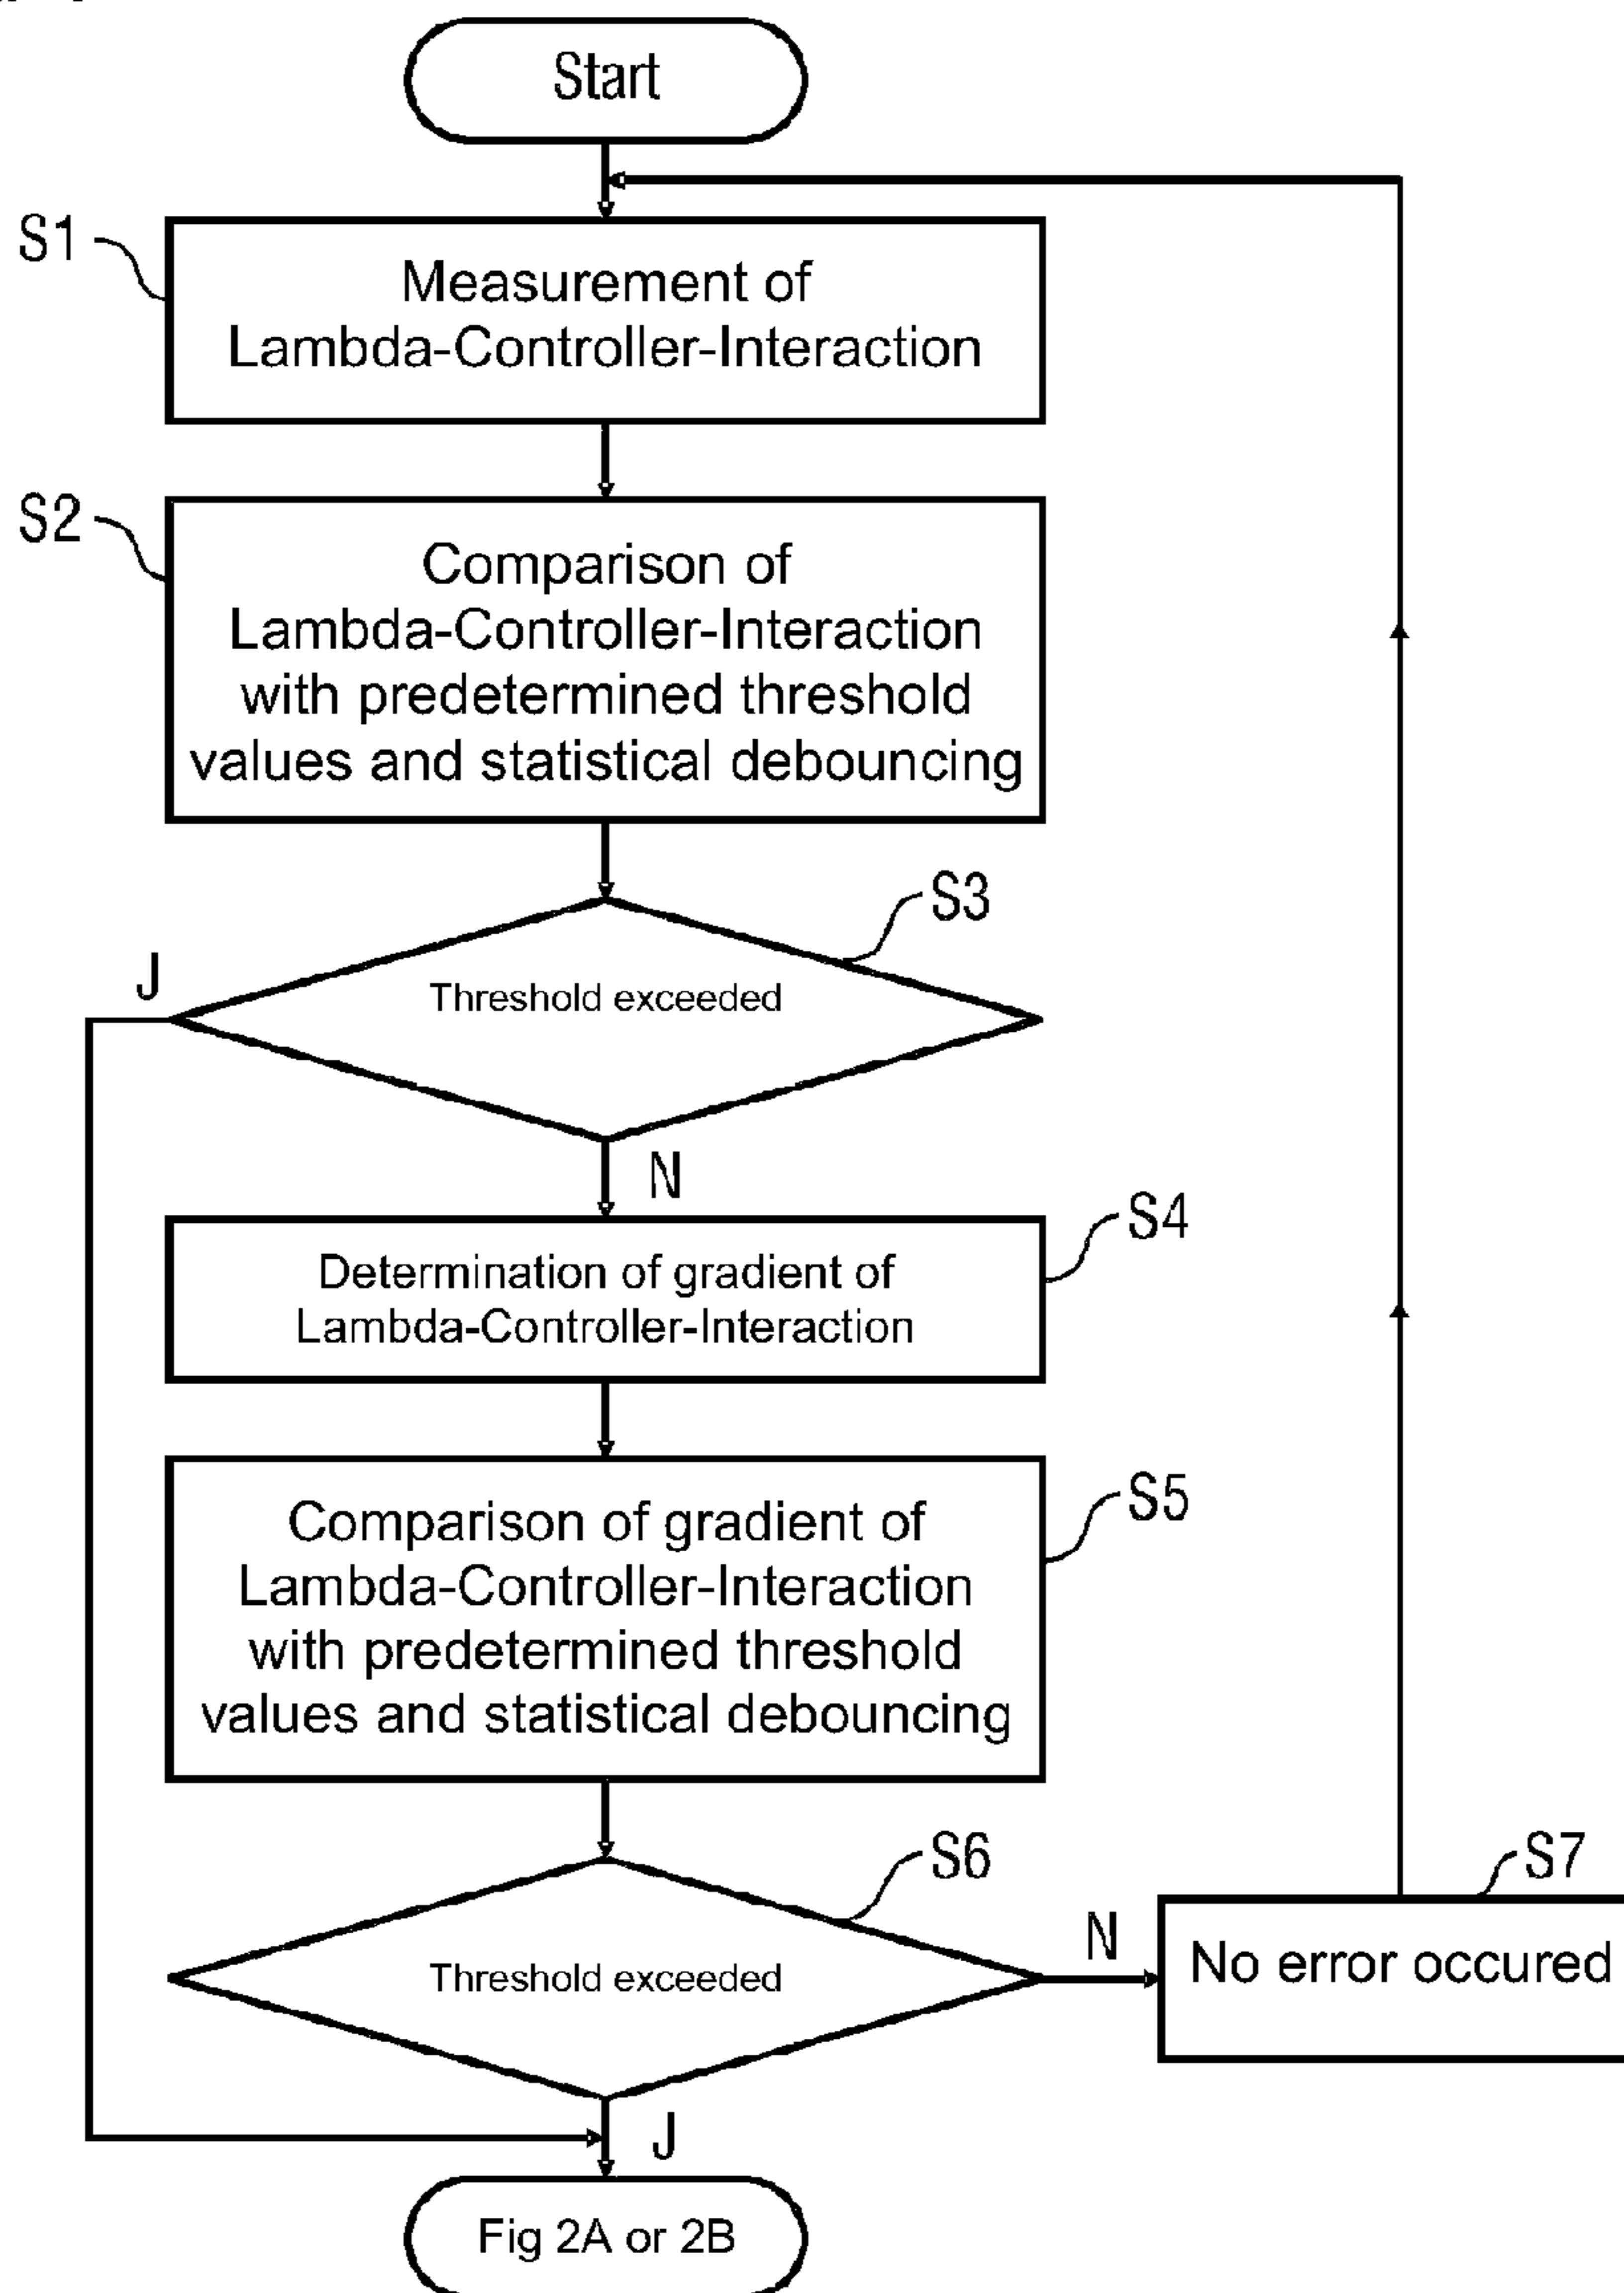 Start
S1
Measurement of
Lambda-Controller-Interaction
S2
Comparison of
Lambda-Controller-Interaction
with predetermined threshold
values and statistical debouncing
S3
J
Threshold exceeded
N
S4
Determination of gradient of
Lambda-Controller-Interaction
S5
Comparison of gradient of
Lambda-Controller-Interaction
with predetermined threshold
values and statistical debouncing
S6
S7
N
Threshold exceeded
No error occured
J
Fig 2A or 2B